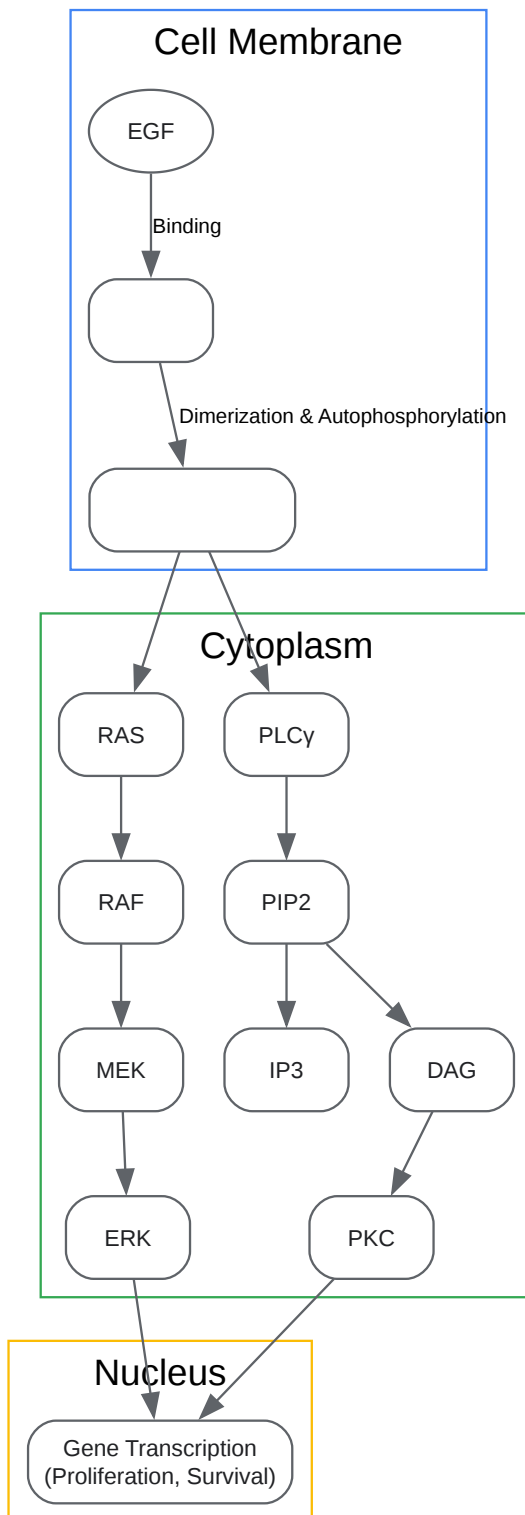 Cell Membrane
EGF
Binding
Dimerization & Autophosphorylation
Cytoplasm
RAS
PLCγ
RAF
PIP2
MEK
IP3
DAG
ERK
PKC
Nucleus
Gene Transcription
(Proliferation, Survival)